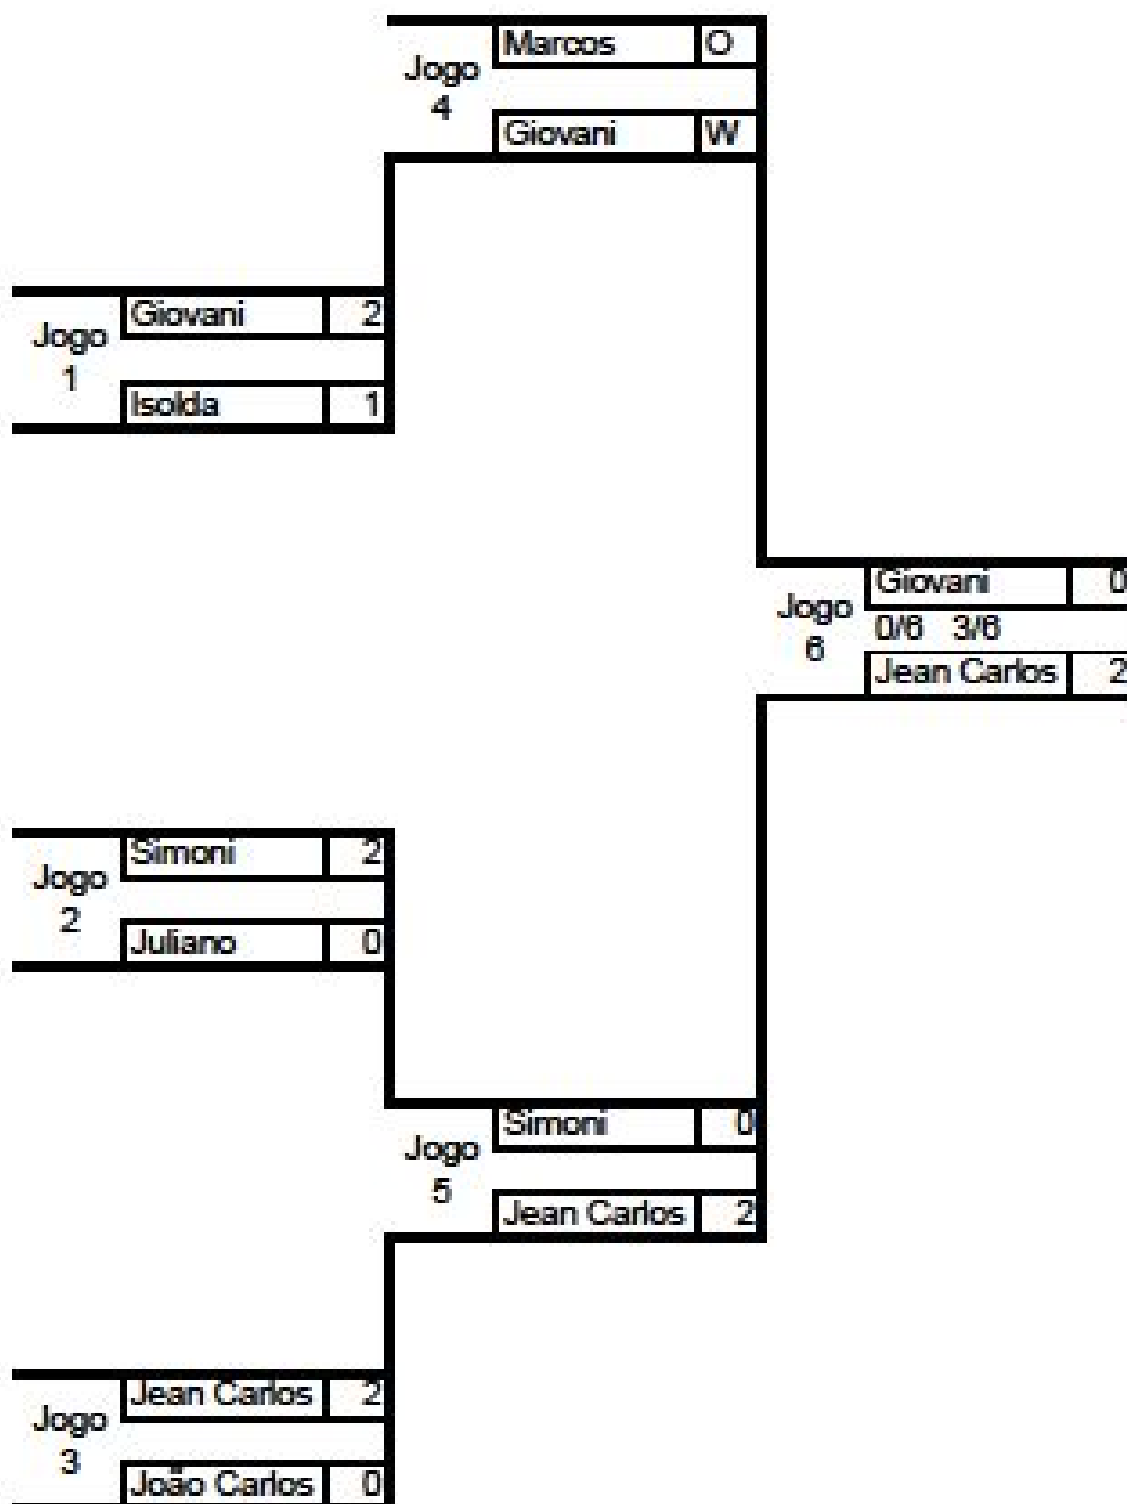 Jogo
4
Marcos O
Giovani W
Jogo
1
Giovani 2
Isolda 1
Jogo
6
Giovani 0
0/6 3/6
Jean Carlos 2
Jogo
2
Simoni 2
Juliano 0
Jogo
5
Simoni 0
Jean Carlos 2
Jogo
3
Jean Carlos 2
João Carlos 0